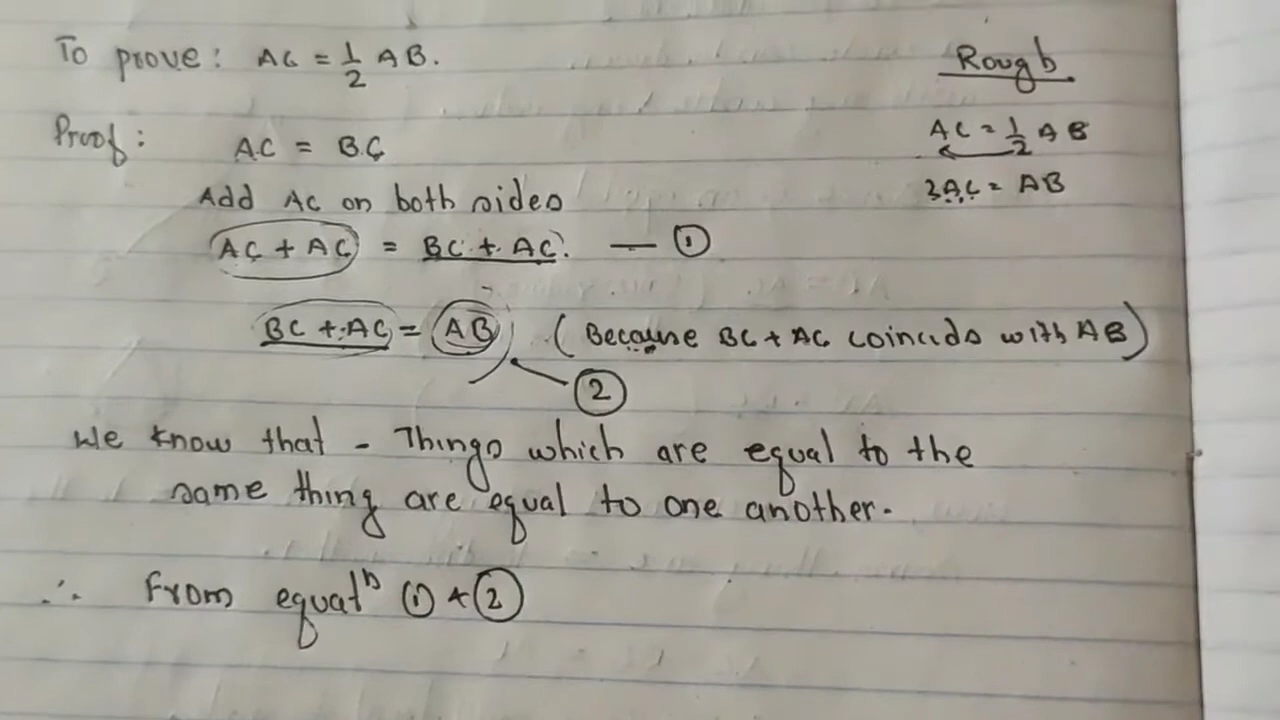 To prove: AC = 1/2 AB.
Rough
AC = 1/2 AB
2AC = AB
Proof: AC = BC
Add AC on both sides
AC + AC = BC + AC. — ①
BC + AC = AB (Because BC + AC coincids with AB)
②
We know that - Things which are equal to the
same thing are equal to one another.
∴ From equatn ① & ②